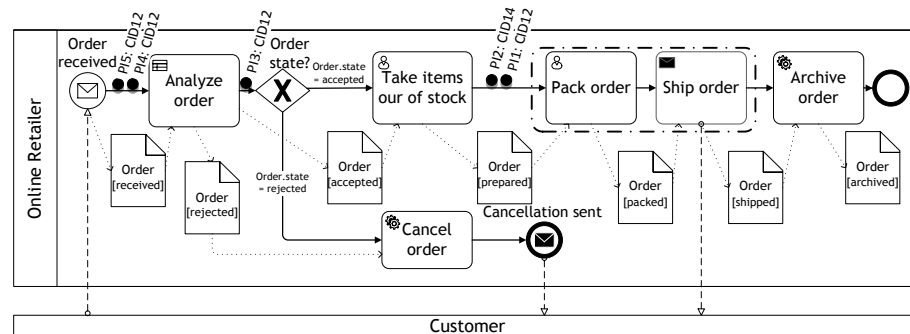 Online Retailer
Order
received
PI5: CID12
PI4: CID12
Analyze
order
PI3: CID12
Order
state?
Order.state
= accepted
Order.state
= rejected
Take items
our of stock
PI2: CID14
PI1: CID12
Pack order
Ship order
Archive
order
Order
[received]
Order
[rejected]
Order
[accepted]
Order
[prepared]
Order
[packed]
Order
[shipped]
Order
[archived]
Cancel
order
Cancellation sent
Customer